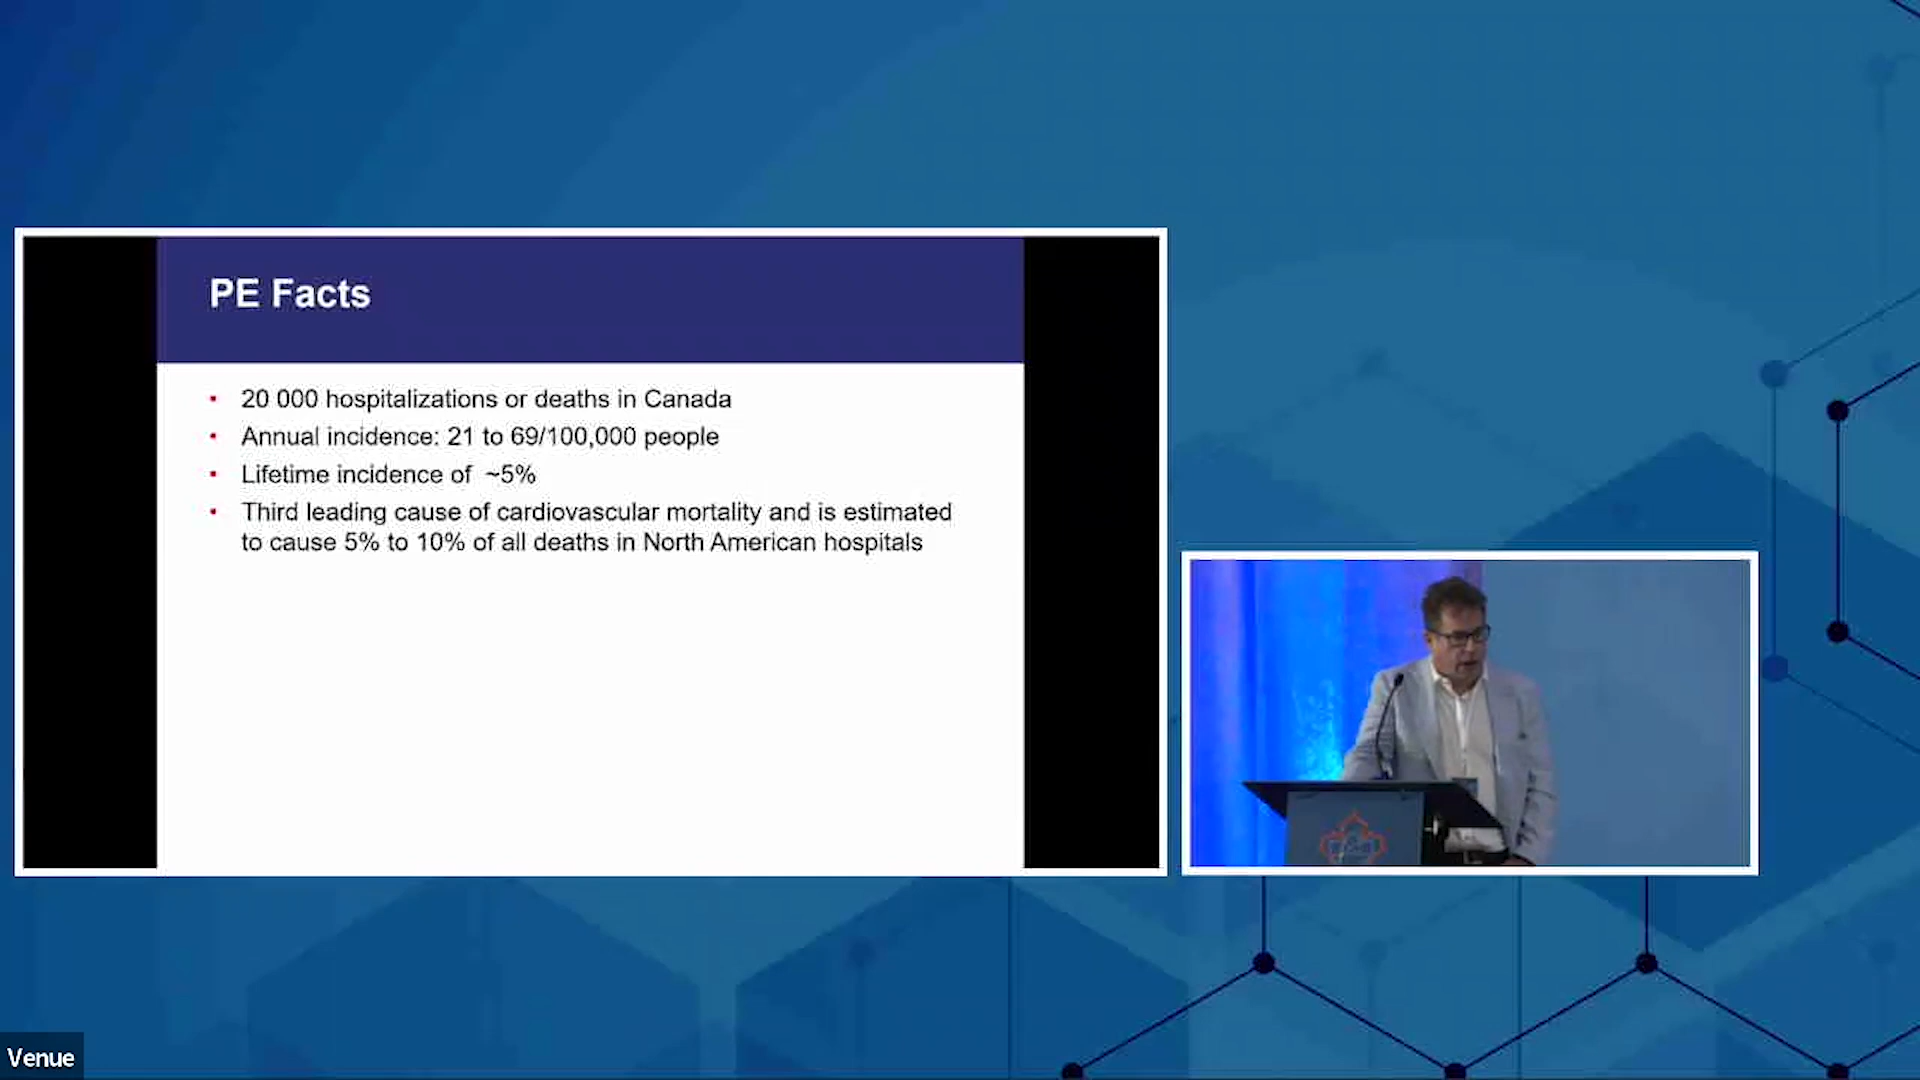 PE Facts
• 20 000 hospitalizations or deaths in Canada
• Annual incidence: 21 to 69/100,000 people
• Lifetime incidence of ~5%
• Third leading cause of cardiovascular mortality and is estimated
to cause 5% to 10% of all deaths in North American hospitals
Venue